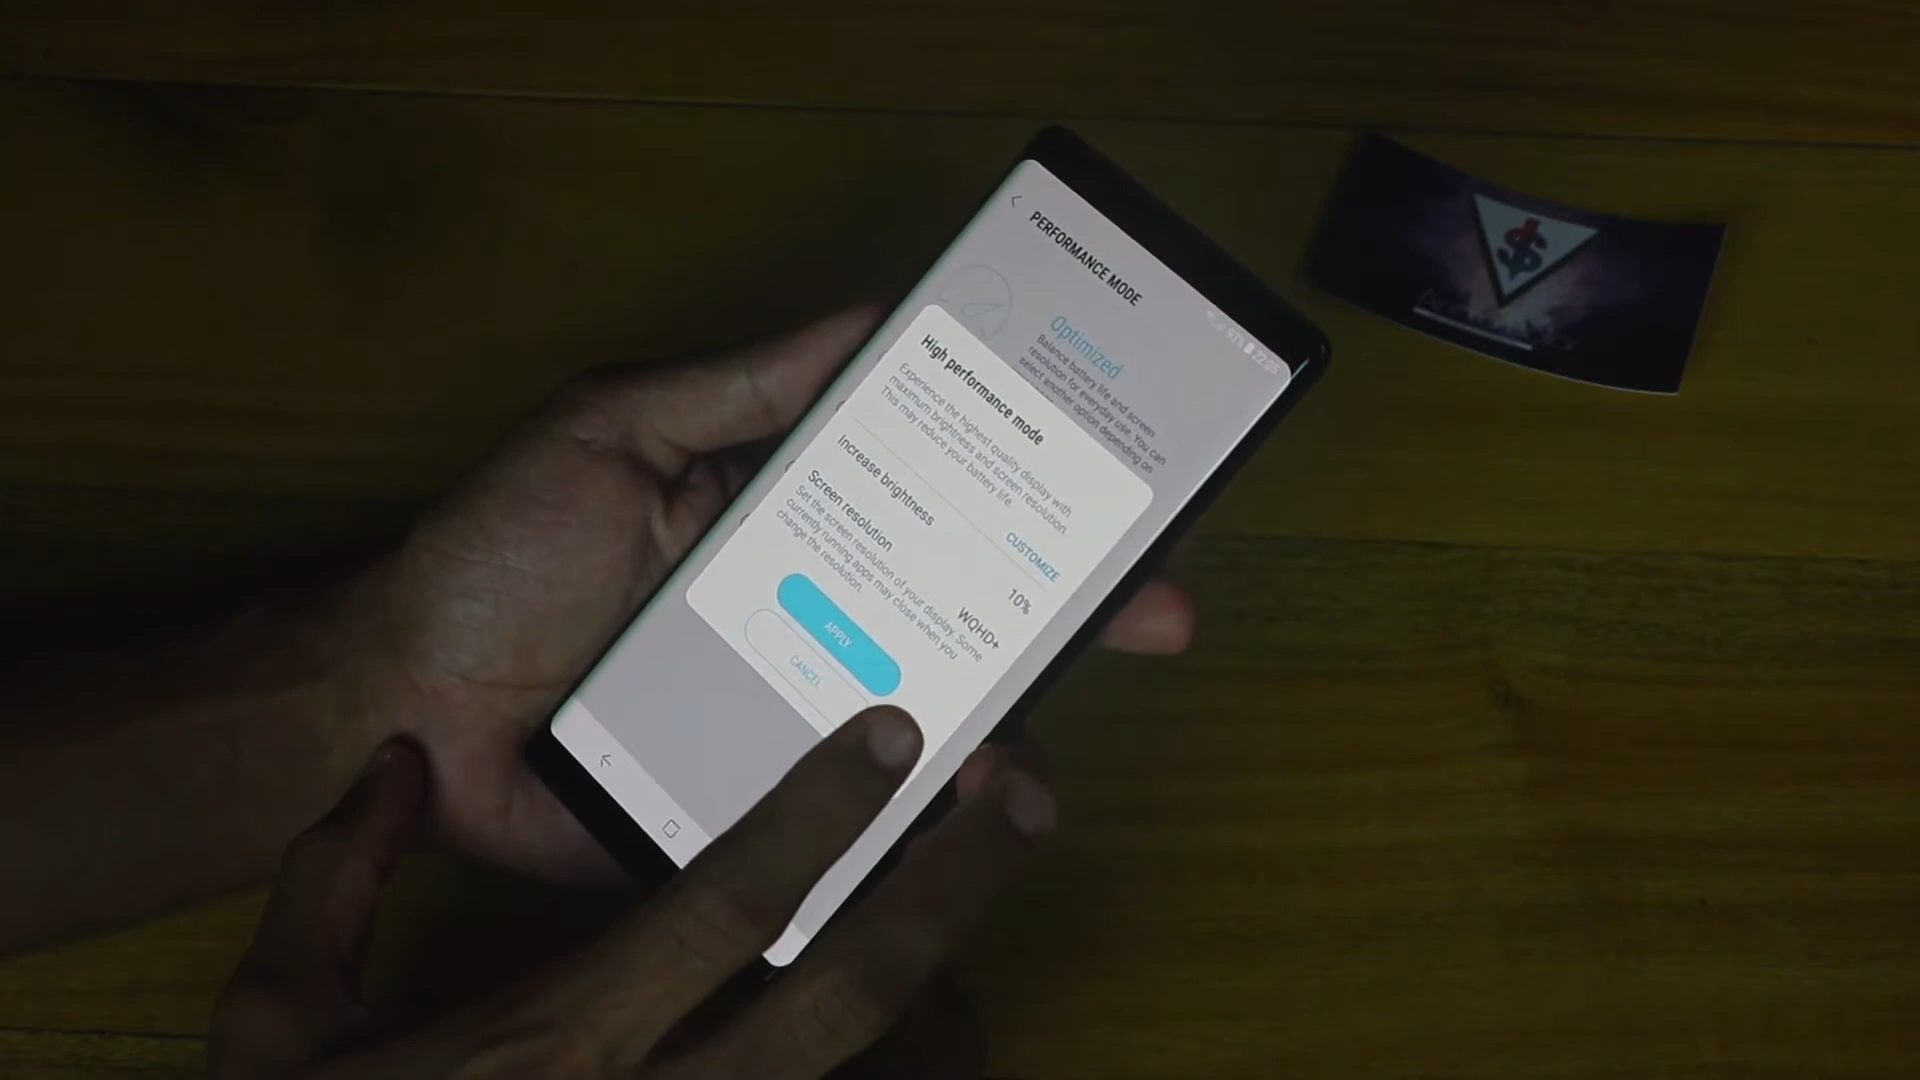 93% 22:05
PERFORMANCE MODE
Optimized
Balance battery life and screen
resolution for everyday use. You can
select another option depending on
High performance mode
Experience the highest quality display with
maximum brightness and screen resolution.
This may reduce your battery life.
CUSTOMIZE
Increase brightness 10%
Screen resolution WQHD+
Set the screen resolution of your display. Some
currently running apps may close when you
change the resolution.
APPLY
CANCEL